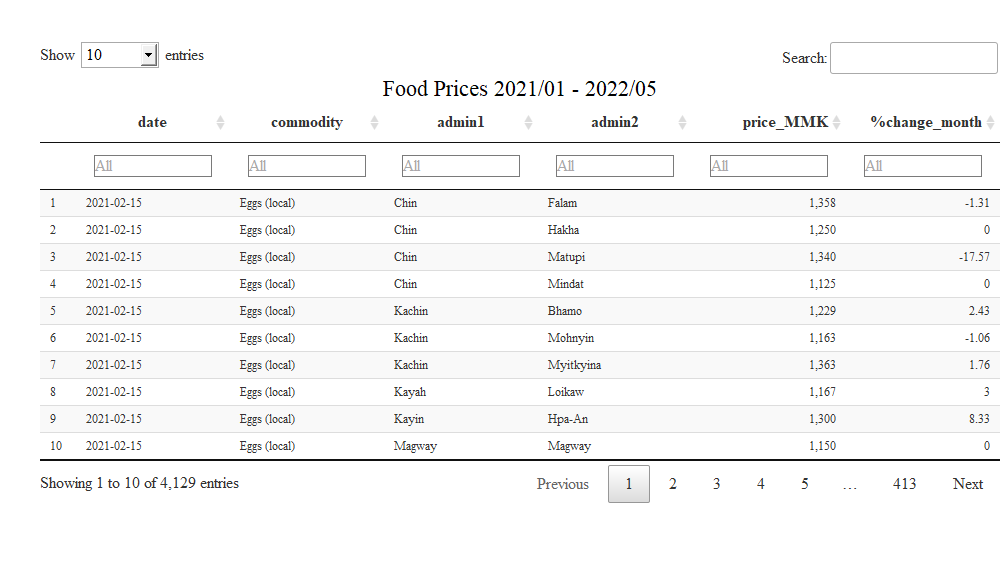 Show 10 entries Search:
Food Prices 2021/01 - 2022/05
date commodity admin1 admin2 price_MMK %change_month
All All All All All All
1 2021-02-15 Eggs (local) Chin Falam 1,358 -1.31
2 2021-02-15 Eggs (local) Chin Hakha 1,250 0
3 2021-02-15 Eggs (local) Chin Matupi 1,340 -17.57
4 2021-02-15 Eggs (local) Chin Mindat 1,125 0
5 2021-02-15 Eggs (local) Kachin Bhamo 1,229 2.43
6 2021-02-15 Eggs (local) Kachin Mohnyin 1,163 -1.06
7 2021-02-15 Eggs (local) Kachin Myitkyina 1,363 1.76
8 2021-02-15 Eggs (local) Kayah Loikaw 1,167 3
9 2021-02-15 Eggs (local) Kayin Hpa-An 1,300 8.33
10 2021-02-15 Eggs (local) Magway Magway 1,150 0
Showing 1 to 10 of 4,129 entries Previous 1 2 3 4 5 … 413 Next